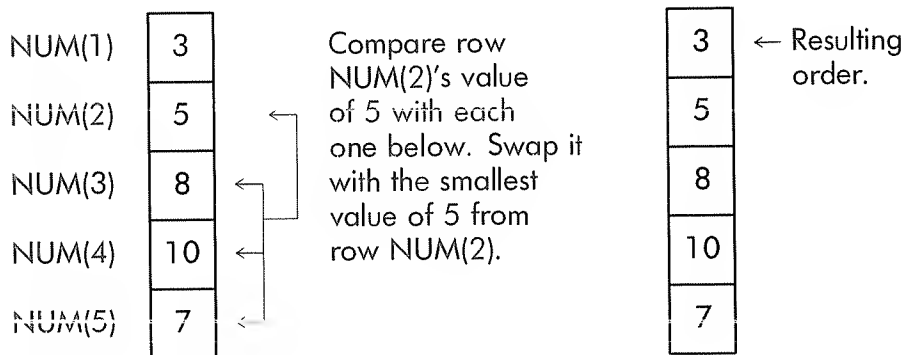 NUM(1) 3
NUM(2) 5
NUM(3) 8
NUM(4) 10
NUM(5) 7
Compare row
NUM(2)'s value
of 5 with each
one below. Swap it
with the smallest
value of 5 from
row NUM(2).
3
5
8
10
7
← Resulting
order.